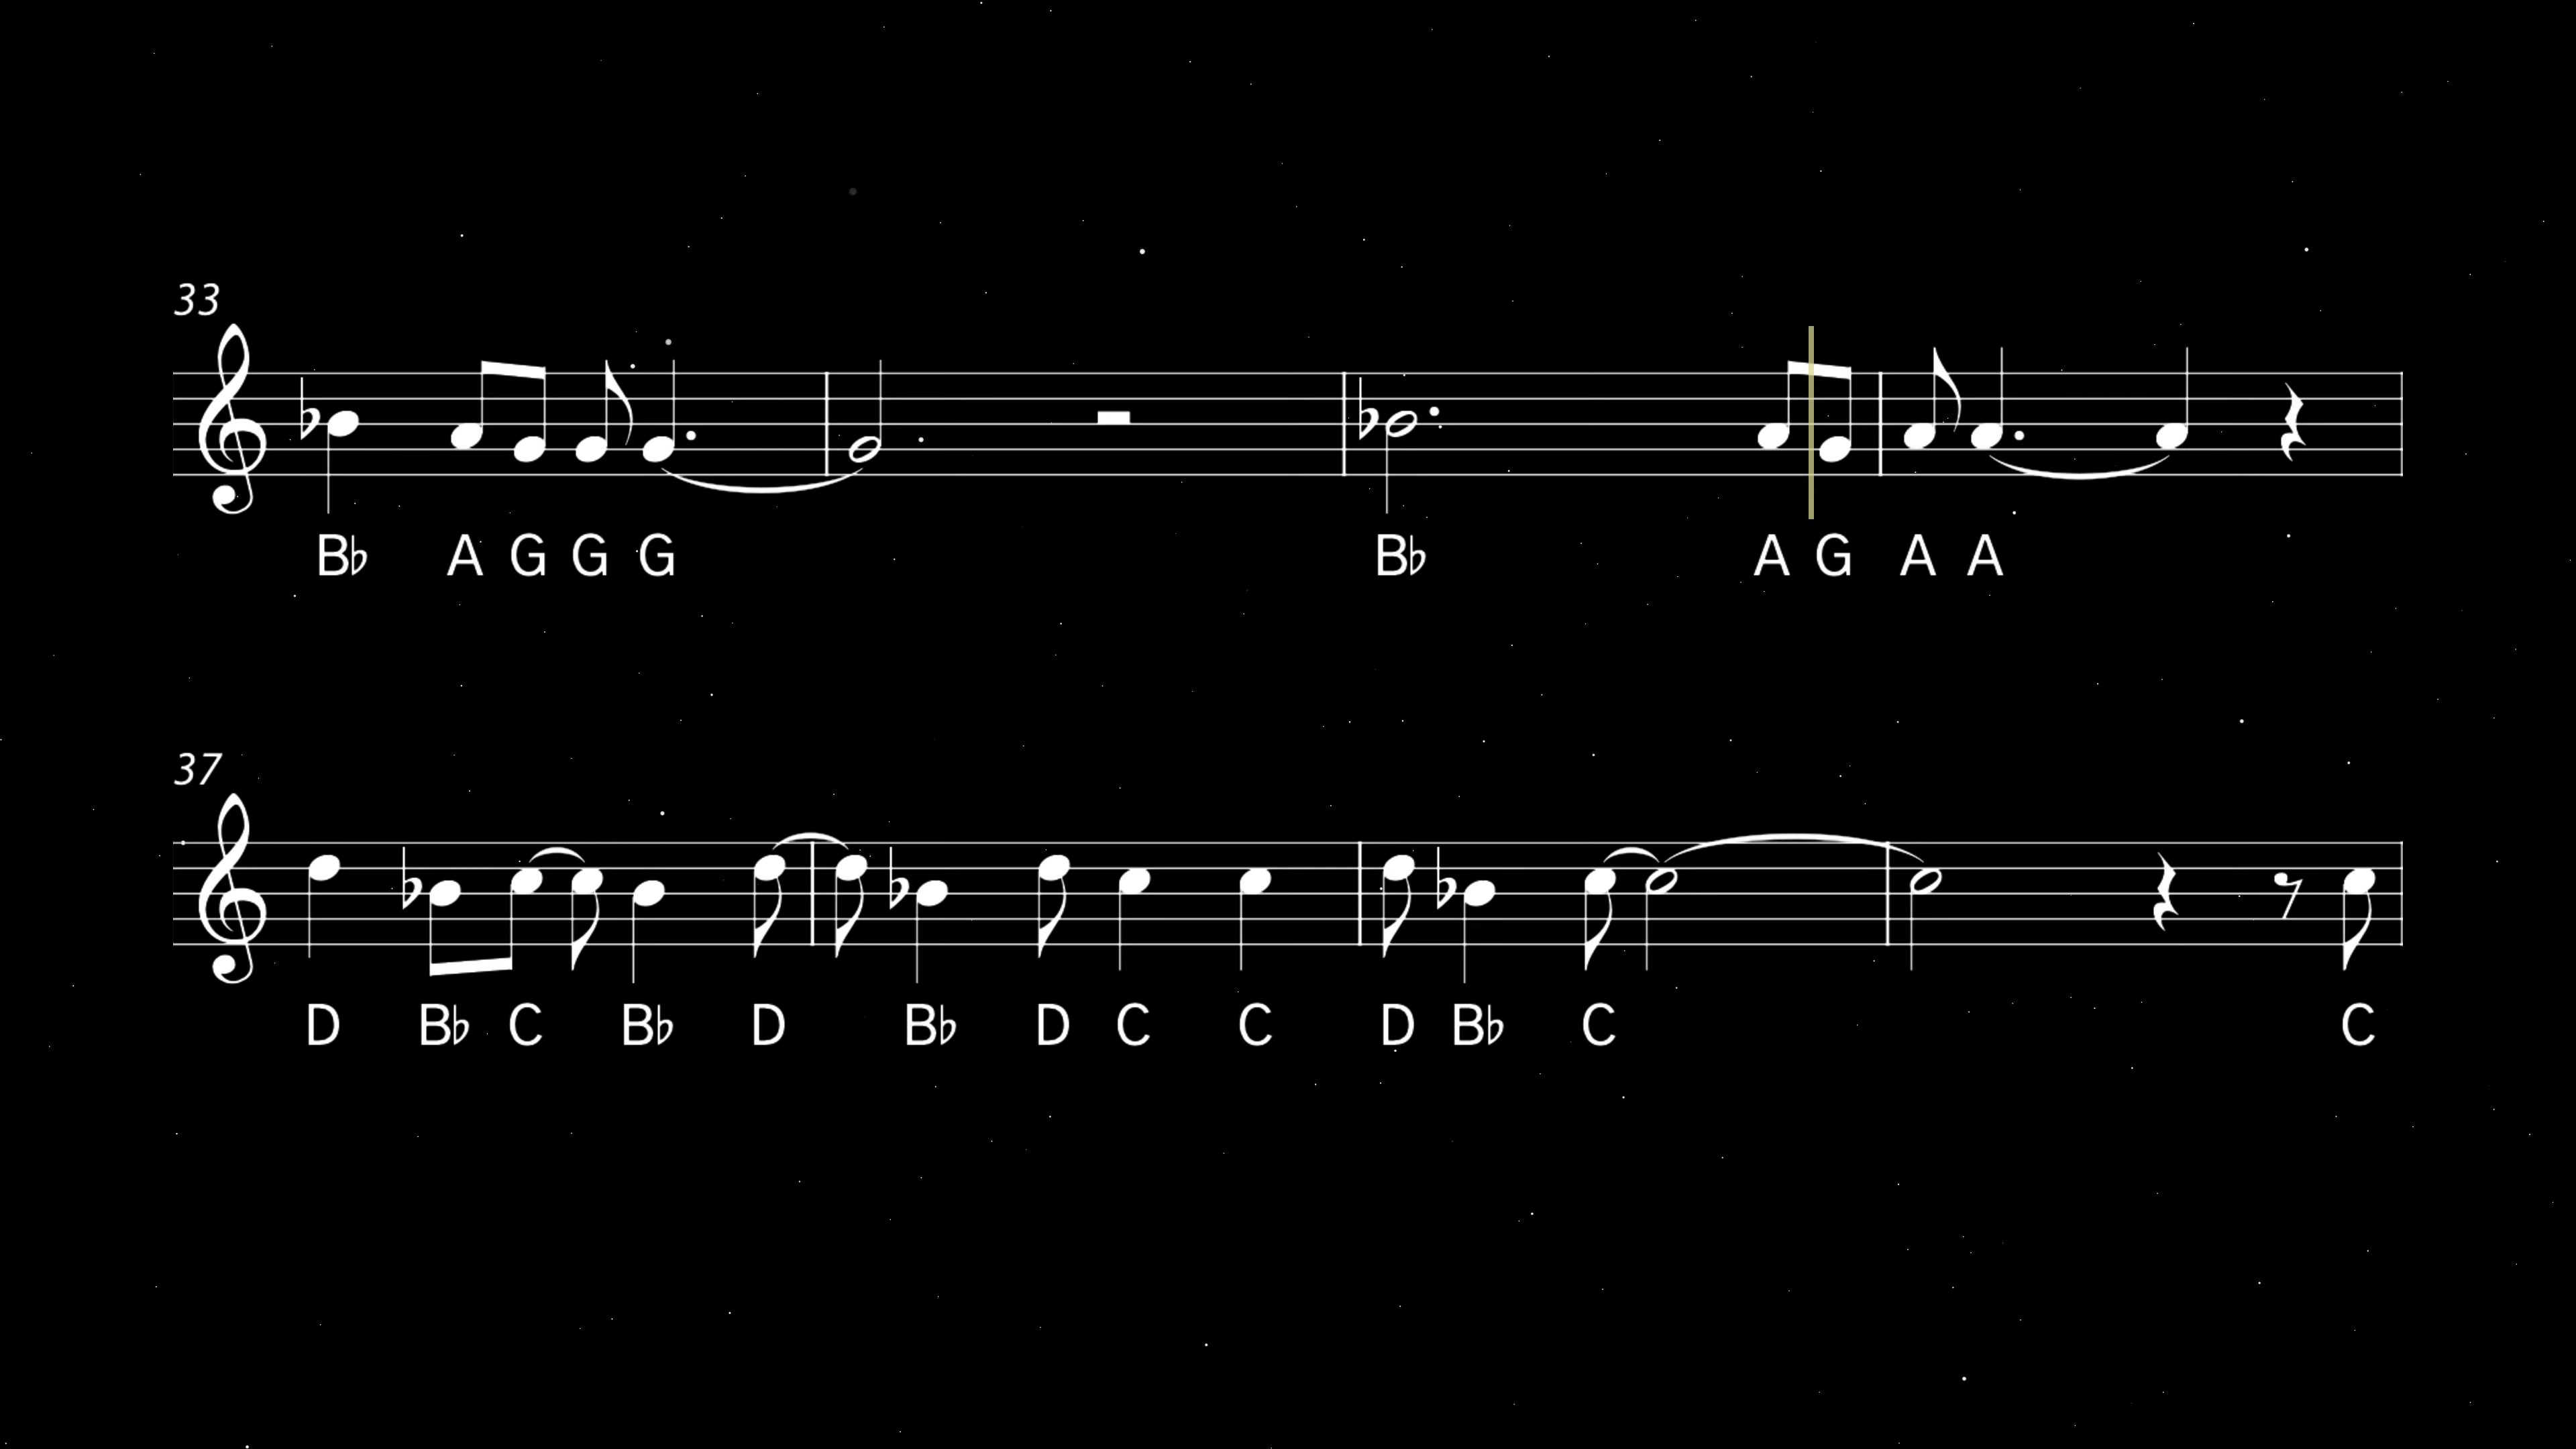 33
B♭ A G G G B♭ A G A A
37
D B♭ C B♭ D B♭ D C C D B♭ C C